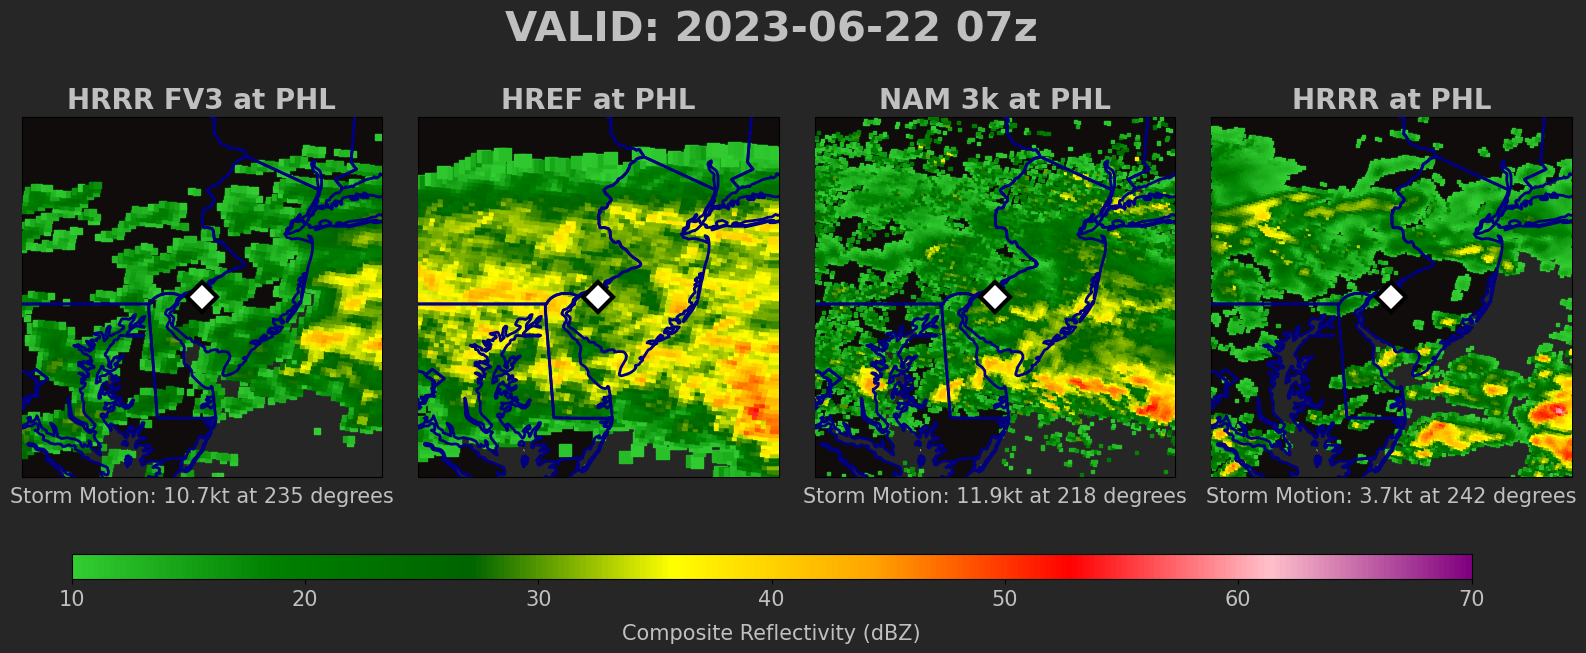 VALID: 2023-06-22 07z
HRRR FV3 at PHL
HREF at PHL
NAM 3k at PHL
HRRR at PHL
Storm Motion: 10.7kt at 235 degrees
Storm Motion: 11.9kt at 218 degrees
Storm Motion: 3.7kt at 242 degrees
10 20 30 40 50 60 70
Composite Reflectivity (dBZ)